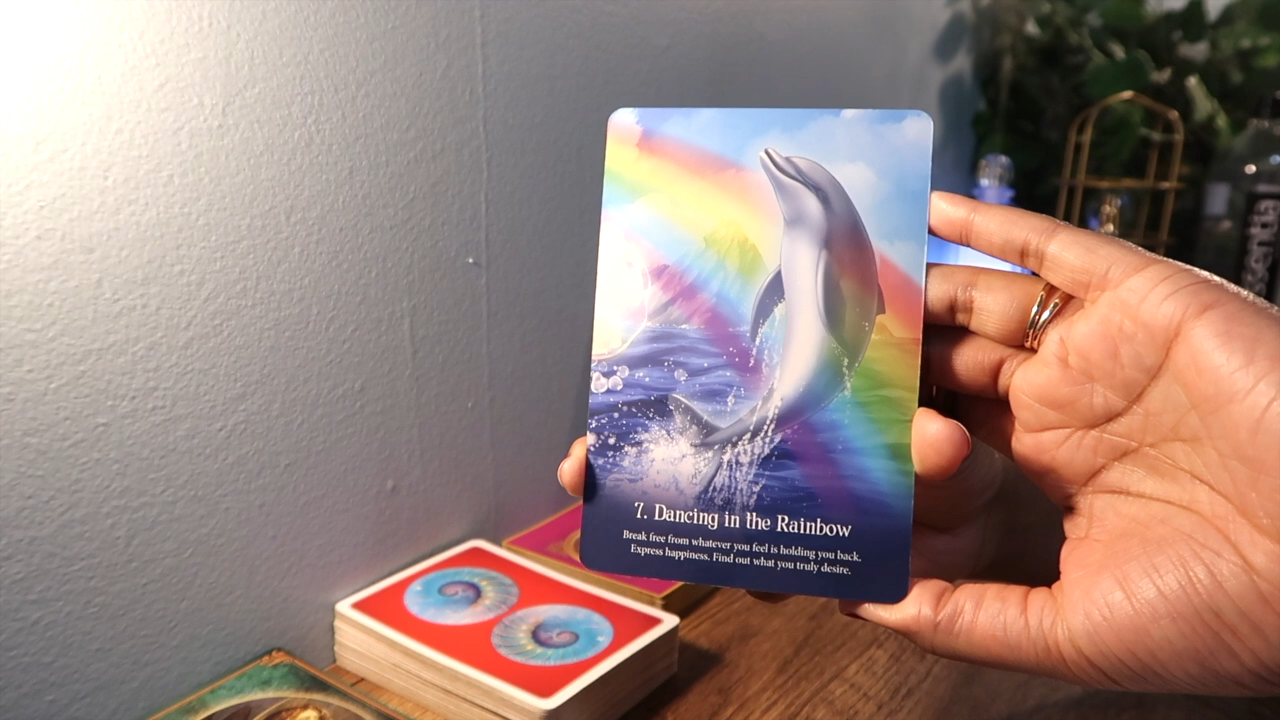 7. Dancing in the Rainbow
Break free from whatever you feel is holding you back.
Express happiness. Find out what you truly desire.
essentia